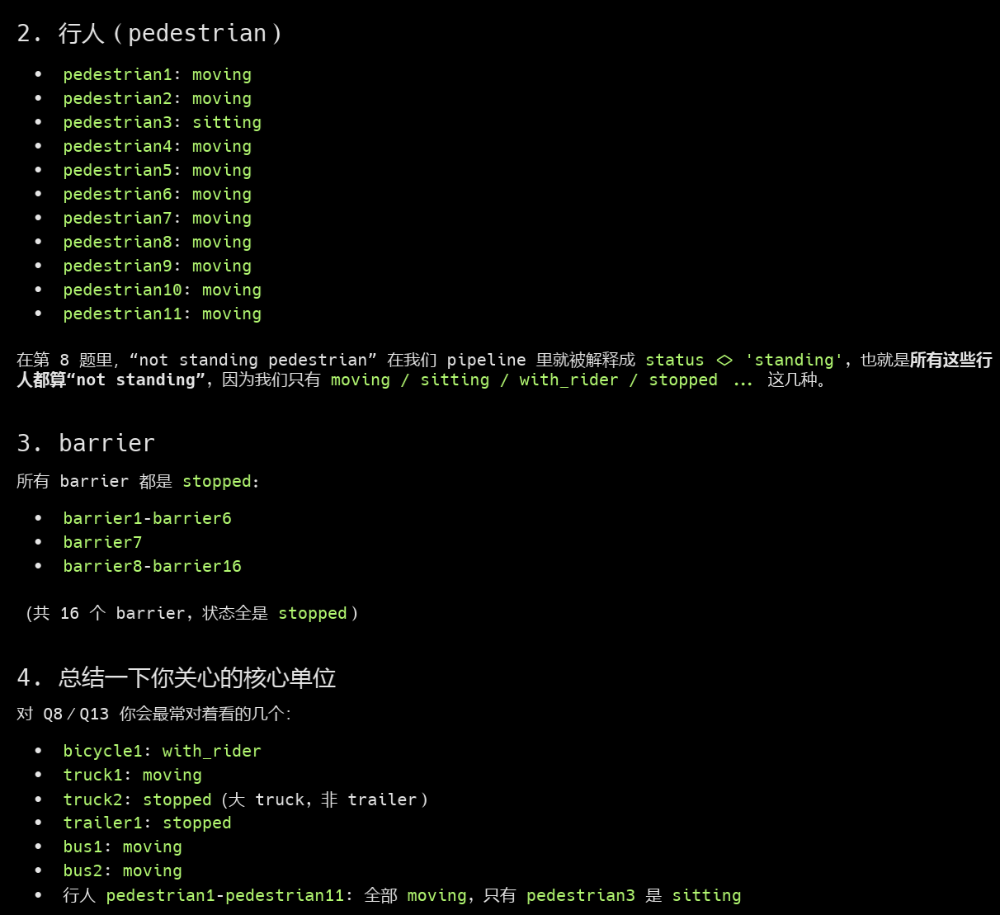 2. 行人（pedestrian）
• pedestrian1: moving
• pedestrian2: moving
• pedestrian3: sitting
• pedestrian4: moving
• pedestrian5: moving
• pedestrian6: moving
• pedestrian7: moving
• pedestrian8: moving
• pedestrian9: moving
• pedestrian10: moving
• pedestrian11: moving
在第 8 题里，“not standing pedestrian” 在我们 pipeline 里就被解释成 status <> 'standing'，也就是所有这些行
人都算“not standing”，因为我们只有 moving / sitting / with_rider / stopped ... 这几种。
3. barrier
所有 barrier 都是 stopped：
• barrier1-barrier6
• barrier7
• barrier8-barrier16
（共 16 个 barrier，状态全是 stopped）
4. 总结一下你关心的核心单位
对 Q8／Q13 你会最常对着看的几个：
• bicycle1: with_rider
• truck1: moving
• truck2: stopped（大 truck，非 trailer）
• trailer1: stopped
• bus1: moving
• bus2: moving
• 行人 pedestrian1-pedestrian11: 全部 moving，只有 pedestrian3 是 sitting